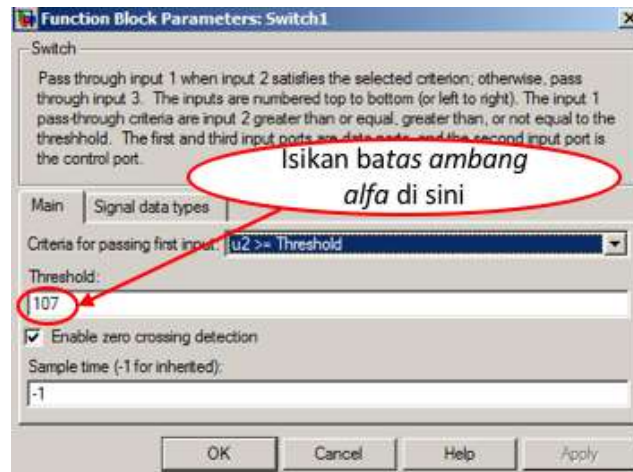 Function Block Parameters: Switch1
Switch
Pass through input 1 when input 2 satisfies the selected criterion; otherwise, pass
through input 3. The inputs are numbered top to bottom (or left to right). The input 1
pass-through criteria are input 2 greater than or equal, greater than, or not equal to the
threshhold. The first and third input ports are data ports, and the second input port is
the control port.
Isikan batas ambang
alfa di sini
Main Signal data types
Criteria for passing first input: u2 >= Threshold
Threshold:
107
Enable zero crossing detection
Sample time (-1 for inherited):
-1
OK Cancel Help Apply